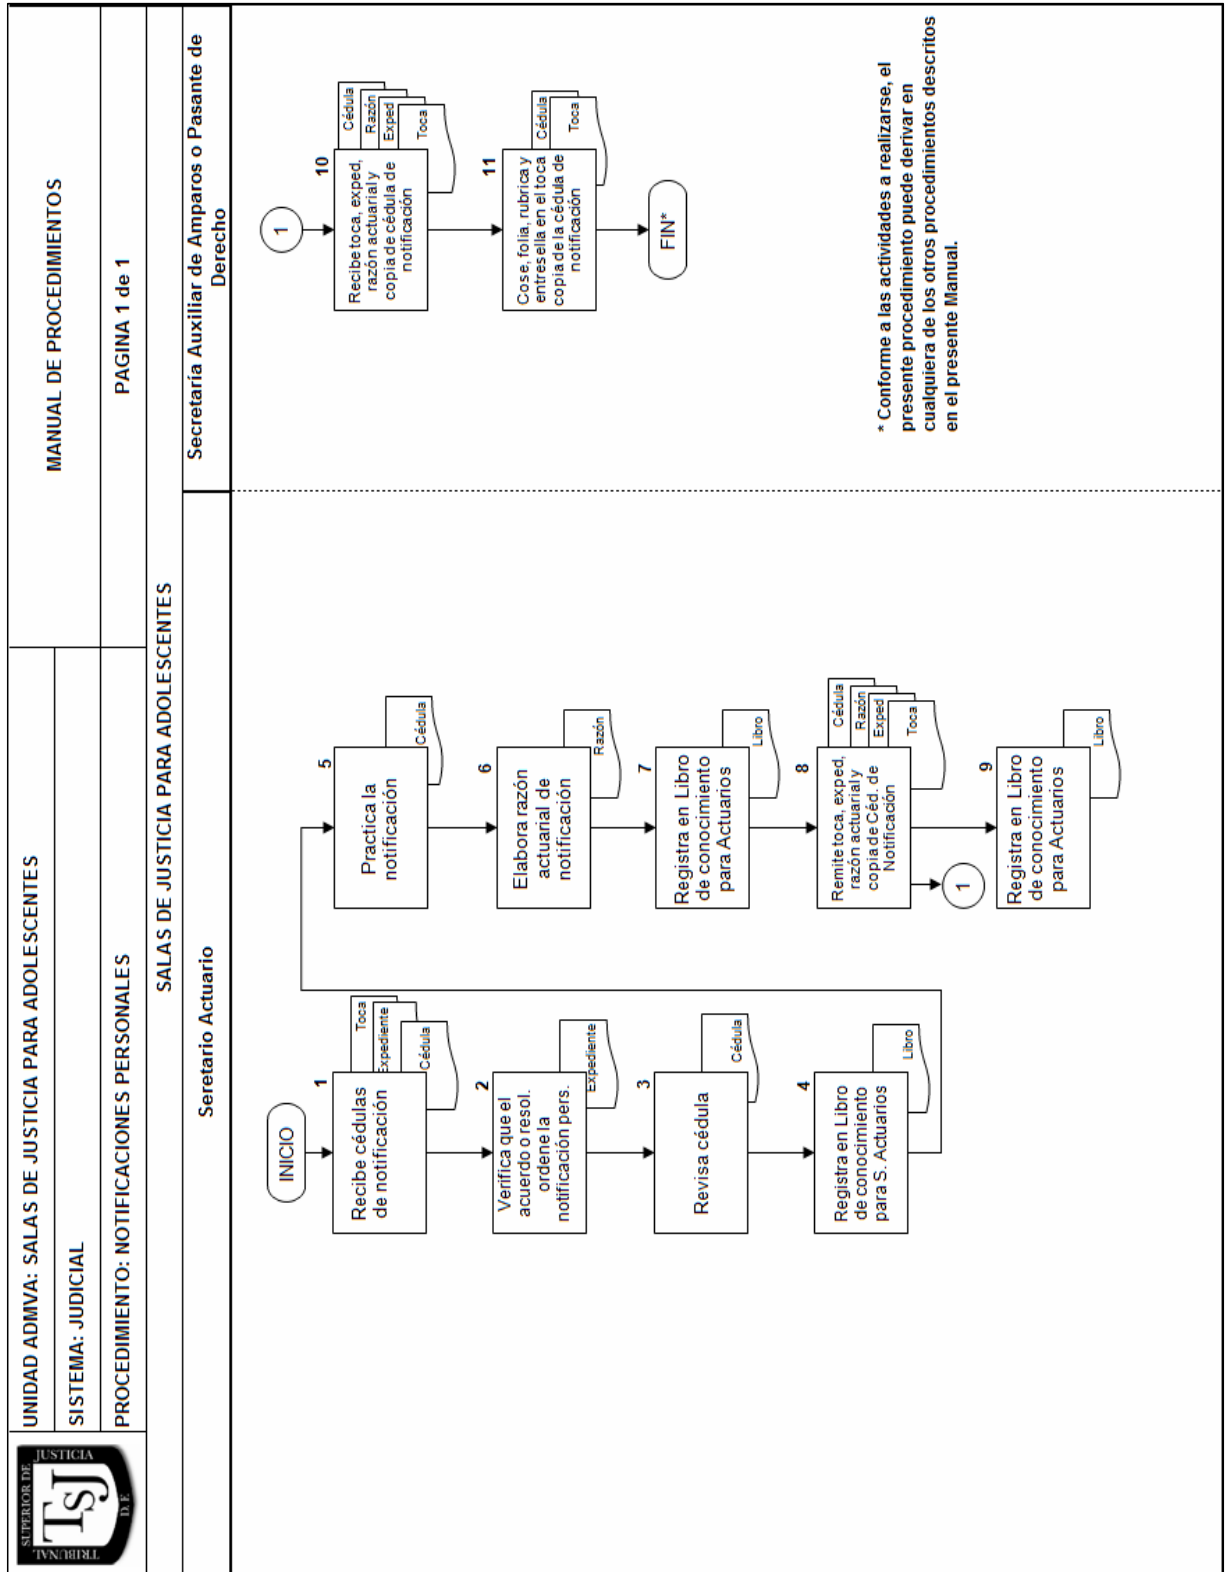 TRIBUNAL
SUPERIOR DE
JUSTICIA
TSJ
D. F.
UNIDAD ADMVA: SALAS DE JUSTICIA PARA ADOLESCENTES
MANUAL DE PROCEDIMIENTOS
SISTEMA: JUDICIAL
PROCEDIMIENTO: NOTIFICACIONES PERSONALES
PAGINA 1 de 1
SALAS DE JUSTICIA PARA ADOLESCENTES
Seretario Actuario
Secretaría Auxiliar de Amparos o Pasante de
Derecho
INICIO
1
Recibe cédulas
de notificación
Toca
Expediente
Cédula
2
Verifica que el
acuerdo o resol.
ordene la
notificación pers.
Expediente
3
Revisa cédula
Cédula
4
Registra en Libro
de conocimiento
para S. Actuarios
Libro
5
Practica la
notificación
Cédula
6
Elabora razón
actuarial de
notificación
Razón
7
Registra en Libro
de conocimiento
para Actuarios
Libro
8
Remite toca, exped,
razón actuarial y
copia de Céd. de
Notificación
Cédula
Razón
Exped
Toca
1
9
Registra en Libro
de conocimiento
para Actuarios
Libro
1
10
Recibe toca, exped,
razón actuarial y
copia de cédula de
notificación
Cédula
Razón
Exped
Toca
11
Cose, folia, rubrica y
entresella en el toca
copia de la cédula de
notificación
Cédula
Toca
FIN*
* Conforme a las actividades a realizarse, el
presente procedimiento puede derivar en
cualquiera de los otros procedimientos descritos
en el presente Manual.